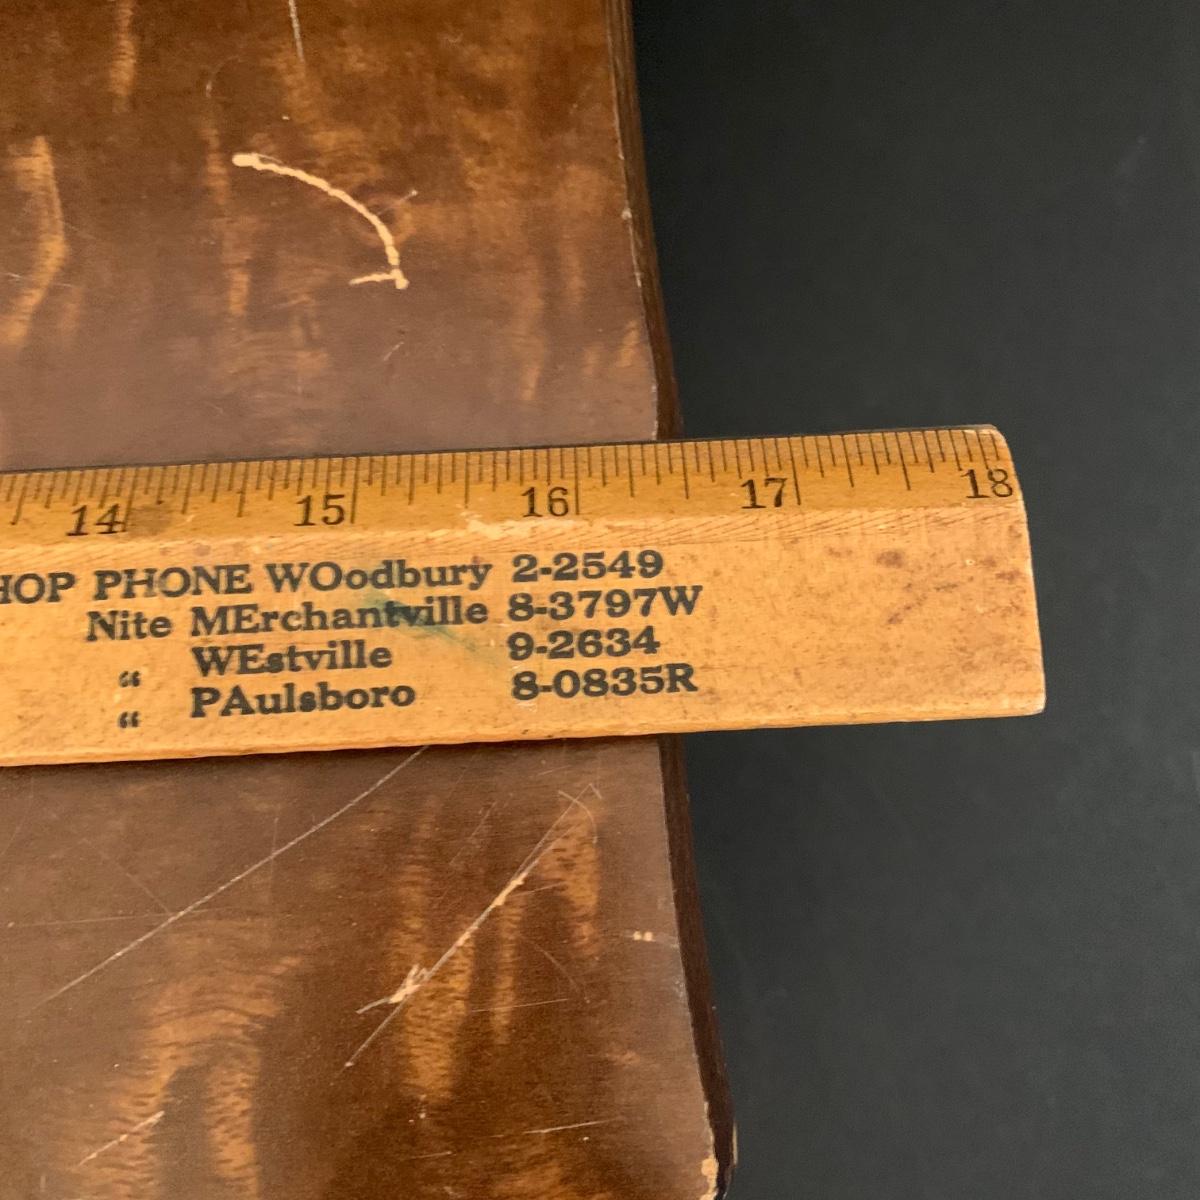 14 15 16 17 18
HOP PHONE WOodbury 2-2549
Nite MErchantville 8-3797W
“ WEstville 9-2634
“ PAulsboro 8-0835R